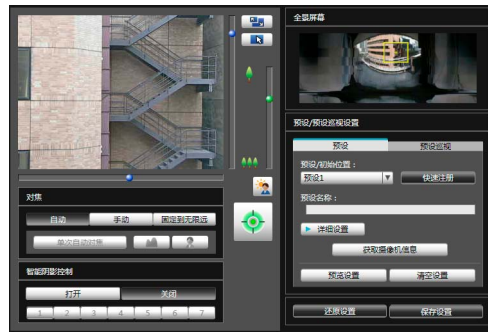 全景屏幕
预设/预设巡视设置
预设 预设巡视
预设/初始位置：
预设1 快速注册
预设名称：
详细设置
获取摄像机信息
预览设置 清空设置
还原设置 保存设置
对焦
自动 手动 固定到无限远
单次自动对焦
智能阴影控制
打开 关闭
1 2 3 4 5 6 7